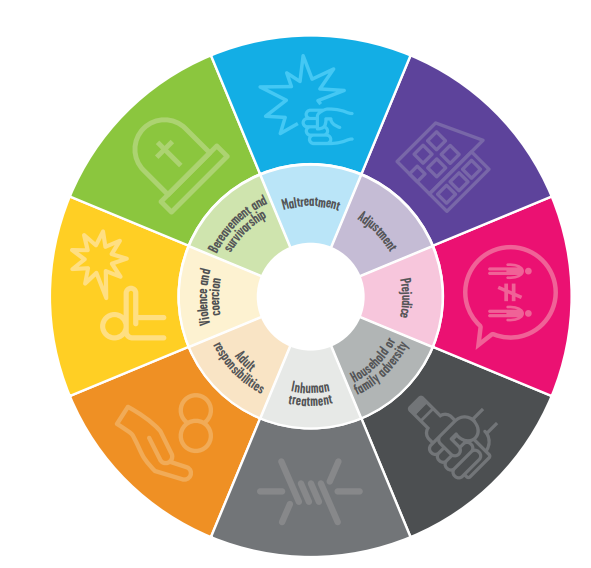 Maltreatment
Adjustment
Prejudice
Household or
family adversity
Inhuman
treatment
Adult
responsibilities
Violence and
coercion
Bereavement and
survivorship